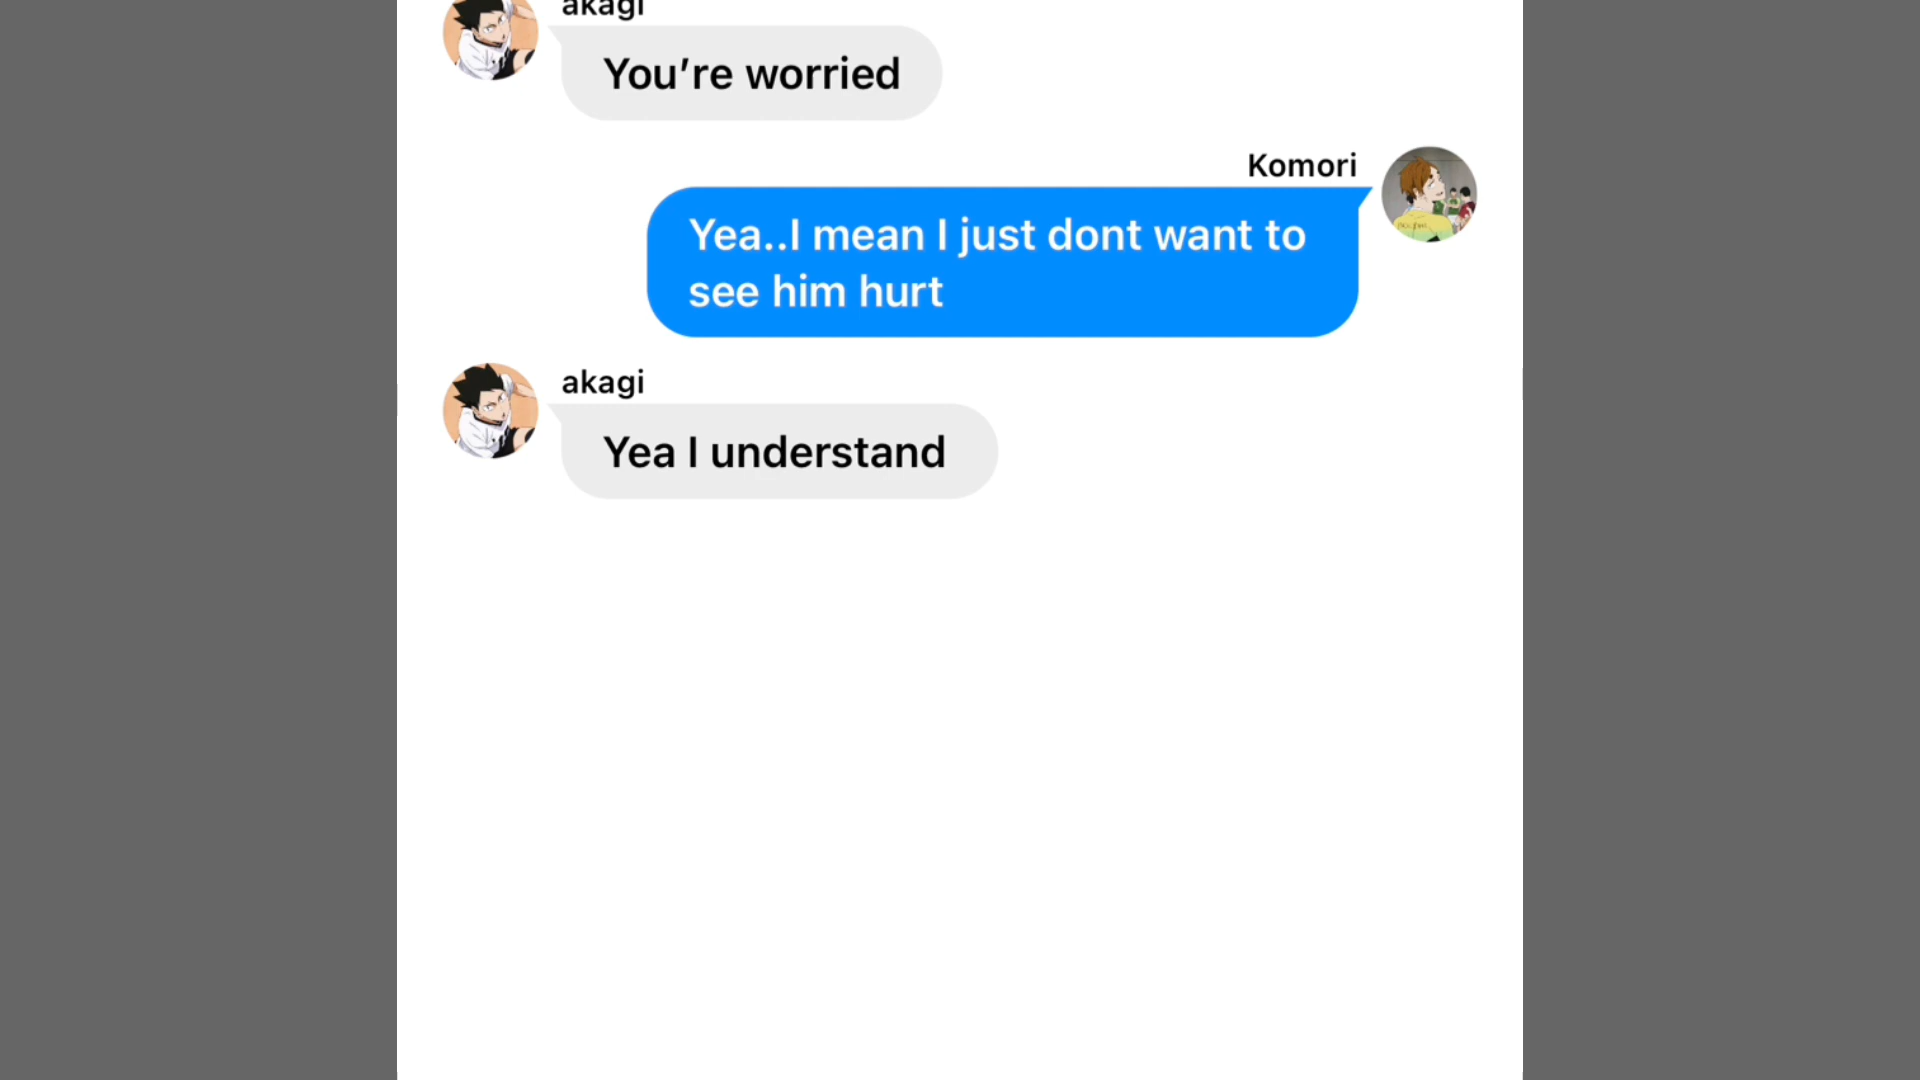 akagi
You’re worried
Komori
Yea..I mean I just dont want to
see him hurt
akagi
Yea I understand